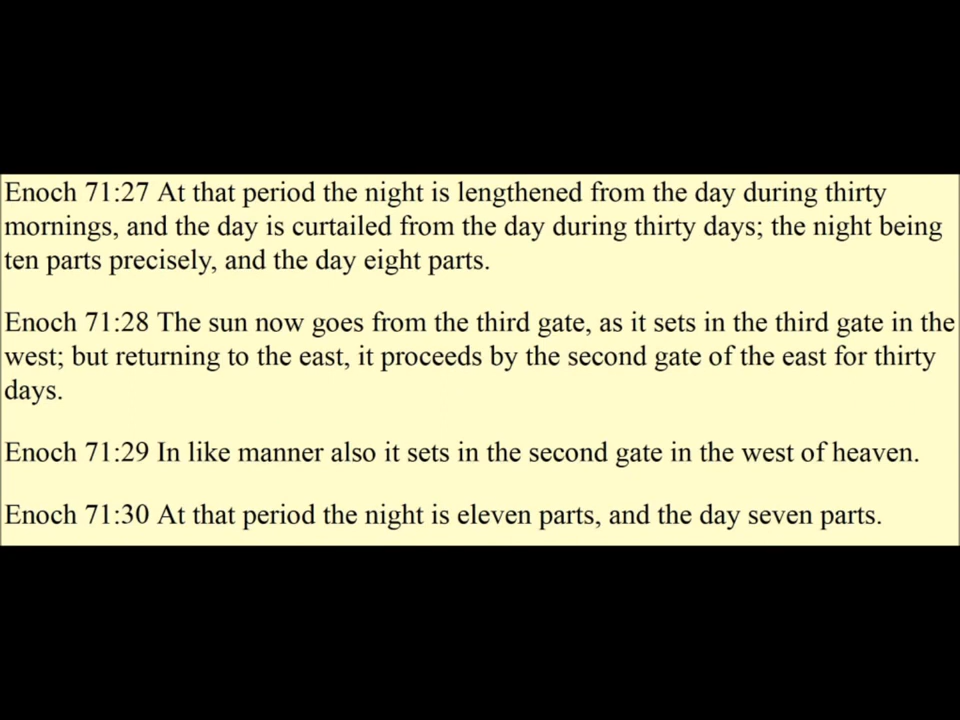 Enoch 71:27 At that period the night is lengthened from the day during thirty
mornings, and the day is curtailed from the day during thirty days; the night being
ten parts precisely, and the day eight parts.
Enoch 71:28 The sun now goes from the third gate, as it sets in the third gate in the
west; but returning to the east, it proceeds by the second gate of the east for thirty
days.
Enoch 71:29 In like manner also it sets in the second gate in the west of heaven.
Enoch 71:30 At that period the night is eleven parts, and the day seven parts.